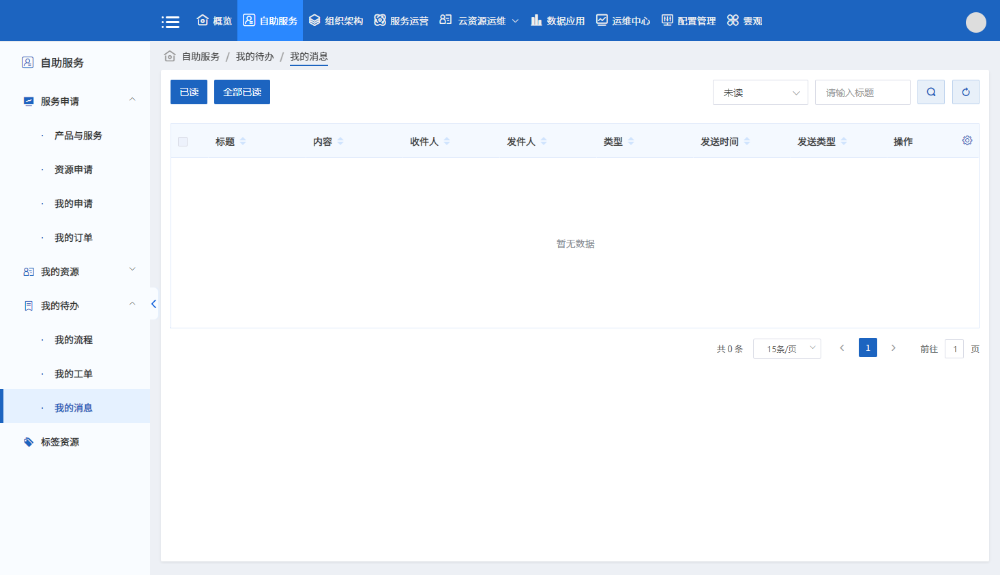 概览 自助服务 组织架构 服务运营 云资源运维 数据应用 运维中心 配置管理 雲观
自助服务
服务申请
产品与服务
资源申请
我的申请
我的订单
我的资源
我的待办
我的流程
我的工单
我的消息
标签资源
自助服务 / 我的待办 / 我的消息
已读 全部已读 未读 请输入标题
标题 内容 收件人 发件人 类型 发送时间 发送类型 操作
暂无数据
共 0 条 15条/页 1 前往 1 页